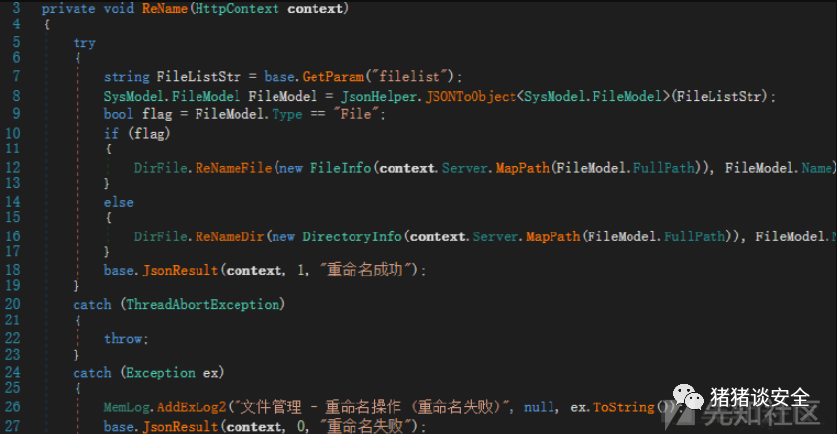 3 private void ReName(HttpContext context)
4 {
5 try
6 {
7 string FileListStr = base.GetParam("filelist");
8 SysModel.FileModel FileModel = JsonHelper.JSONToObject<SysModel.FileModel>(FileListStr);
9 bool flag = FileModel.Type == "File";
10 if (flag)
11 {
12 DirFile.ReNameFile(new FileInfo(context.Server.MapPath(FileModel.FullPath)), FileModel.Name)
13 }
14 else
15 {
16 DirFile.ReNameDir(new DirectoryInfo(context.Server.MapPath(FileModel.FullPath)), FileModel.
17 }
18 base.JsonResult(context, 1, "重命名成功");
19 }
20 catch (ThreadAbortException)
21 {
22 throw;
23 }
24 catch (Exception ex)
25 {
26 MemLog.AddExLog2("文件管理 - 重命名操作 (重命名失败)", null, ex.ToString());
27 base.JsonResult(context, 0, "重命名失败");
猪猪谈安全
先知社区